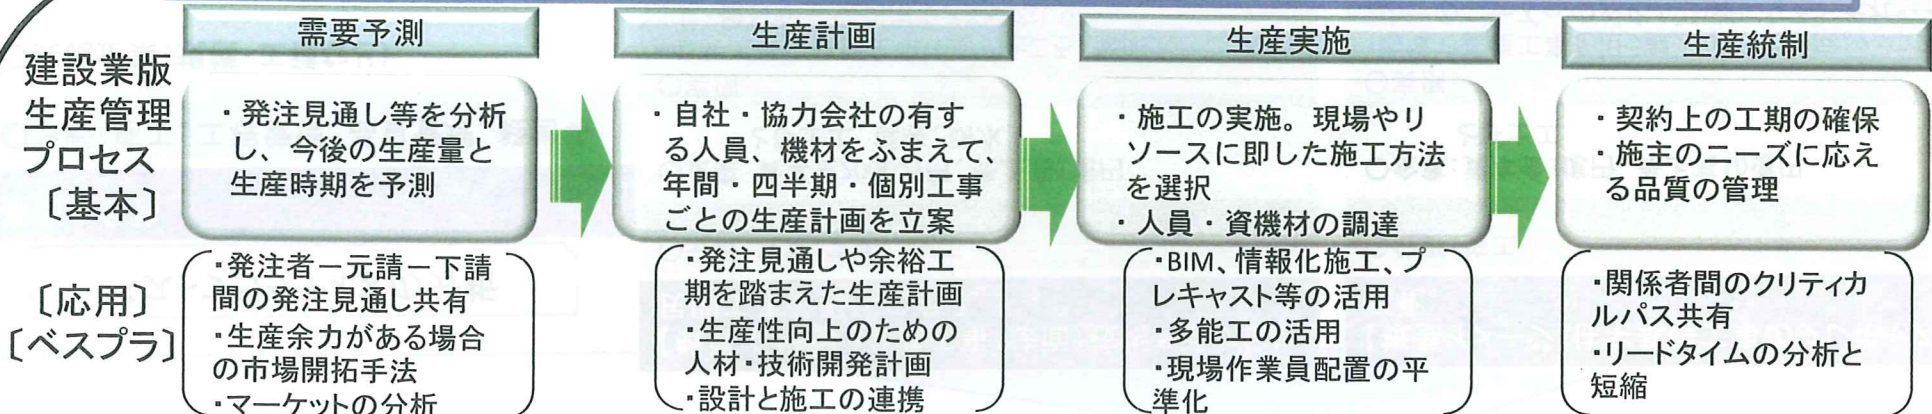 需要予測
生産計画
生産実施
生産統制
建設業版
生産管理
プロセス
〔基本〕
・発注見通し等を分析
し、今後の生産量と
生産時期を予測
・自社・協力会社の有す
る人員、機材をふまえて、
年間・四半期・個別工事
ごとの生産計画を立案
・施工の実施。現場やリ
ソースに即した施工方法
を選択
・人員・資機材の調達
・契約上の工期の確保
・施主のニーズに応え
る品質の管理
〔応用〕
〔ベスプラ〕
・発注者－元請－下請
間の発注見通し共有
・生産余力がある場合
の市場開拓手法
・マーケットの分析
・発注見通しや余裕工
期を踏まえた生産計画
・生産性向上のための
人材・技術開発計画
・設計と施工の連携
・BIM、情報化施工、プ
レキャスト等の活用
・多能工の活用
・現場作業員配置の平
準化
・関係者間のクリティカ
ルパス共有
・リードタイムの分析と
短縮